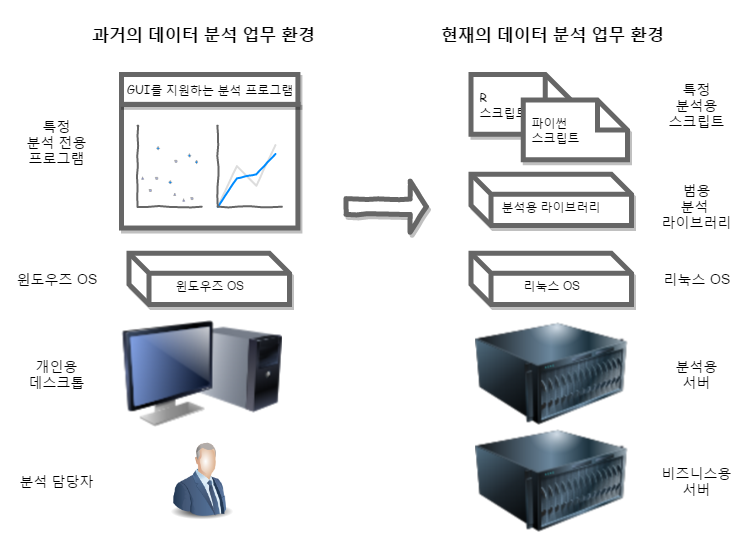 과거의 데이터 분석 업무 환경
현재의 데이터 분석 업무 환경
특정
분석 전용
프로그램
GUI를 지원하는 분석 프로그램
R
스크립트
파이썬
스크립트
특정
분석용
스크립트
분석용 라이브러리
범용
분석
라이브러리
윈도우즈 OS
윈도우즈 OS
리눅스 OS
리눅스 OS
개인용
데스크톱
분석용
서버
분석 담당자
비즈니스용
서버